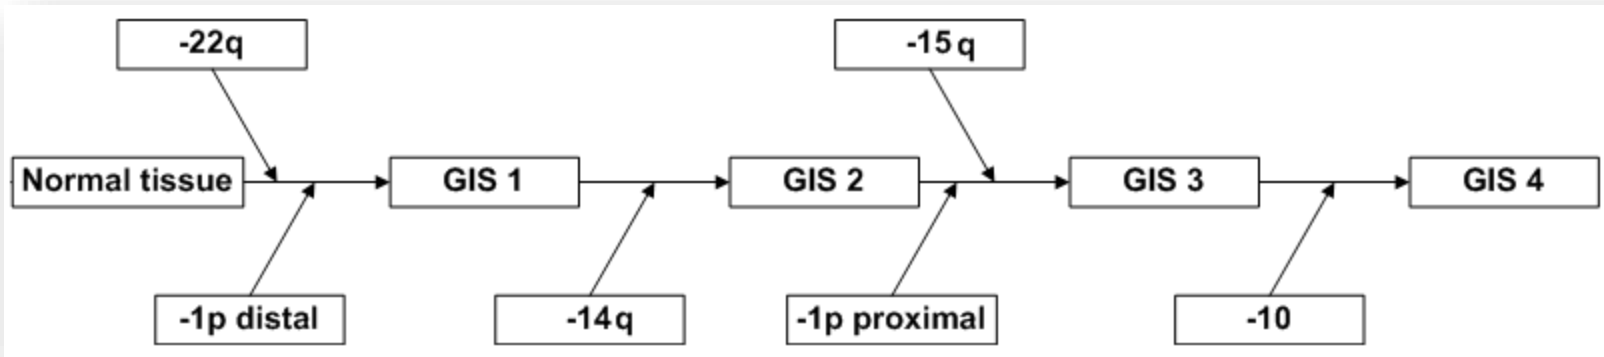 -22q
-15q
Normal tissue
GIS 1
GIS 2
GIS 3
GIS 4
-1p distal
-14q
-1p proximal
-10